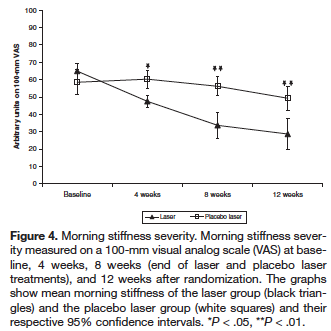 100
90
80
70
60
50
40
30
20
10
0
Arbitrary units on 100-mm VAS
*
**
**
Baseline
4 weeks
8 weeks
12 weeks
Laser
Placebo laser
Figure 4. Morning stiffness severity. Morning stiffness sever-
ity measured on a 100-mm visual analog scale (VAS) at base-
line, 4 weeks, 8 weeks (end of laser and placebo laser
treatments), and 12 weeks after randomization. The graphs
show mean morning stiffness of the laser group (black trian-
gles) and the placebo laser group (white squares) and their
respective 95% confidence intervals. *P < .05, **P < .01.